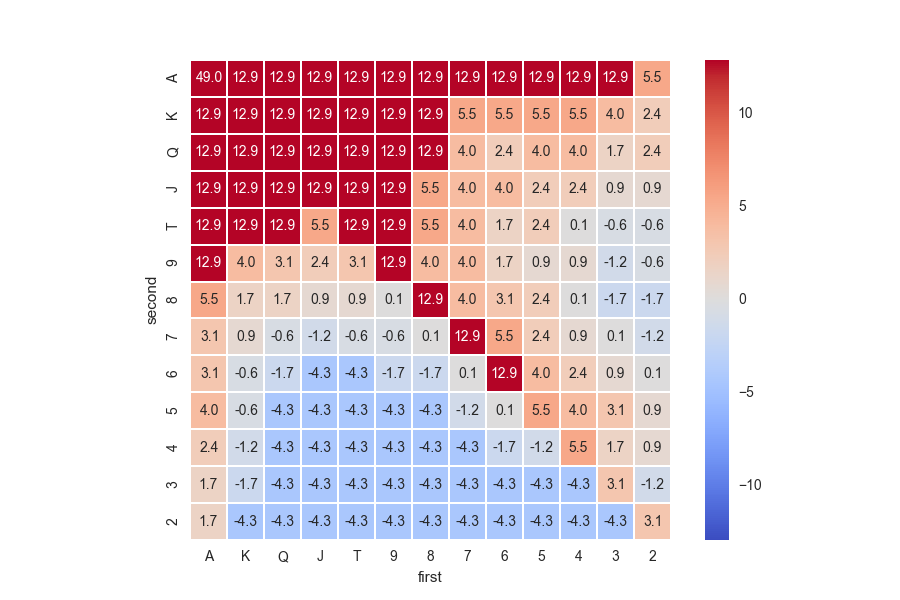 A 49.0 12.9 12.9 12.9 12.9 12.9 12.9 12.9 12.9 12.9 12.9 12.9 5.5
K 12.9 12.9 12.9 12.9 12.9 12.9 12.9 5.5 5.5 5.5 5.5 4.0 2.4
Q 12.9 12.9 12.9 12.9 12.9 12.9 12.9 4.0 2.4 4.0 4.0 1.7 2.4
J 12.9 12.9 12.9 12.9 12.9 12.9 5.5 4.0 4.0 2.4 2.4 0.9 0.9
T 12.9 12.9 12.9 5.5 12.9 12.9 5.5 4.0 1.7 2.4 0.1 -0.6 -0.6
9 12.9 4.0 3.1 2.4 3.1 12.9 4.0 4.0 1.7 0.9 0.9 -1.2 -0.6
8 5.5 1.7 1.7 0.9 0.9 0.1 12.9 4.0 3.1 2.4 0.1 -1.7 -1.7
7 3.1 0.9 -0.6 -1.2 -0.6 -0.6 0.1 12.9 5.5 2.4 0.9 0.1 -1.2
6 3.1 -0.6 -1.7 -4.3 -4.3 -1.7 -1.7 0.1 12.9 4.0 2.4 0.9 0.1
5 4.0 -0.6 -4.3 -4.3 -4.3 -4.3 -4.3 -1.2 0.1 5.5 4.0 3.1 0.9
4 2.4 -1.2 -4.3 -4.3 -4.3 -4.3 -4.3 -4.3 -1.7 -1.2 5.5 1.7 0.9
3 1.7 -1.7 -4.3 -4.3 -4.3 -4.3 -4.3 -4.3 -4.3 -4.3 -4.3 3.1 -1.2
2 1.7 -4.3 -4.3 -4.3 -4.3 -4.3 -4.3 -4.3 -4.3 -4.3 -4.3 -4.3 3.1
A K Q J T 9 8 7 6 5 4 3 2
first
second
10
5
0
−5
−10